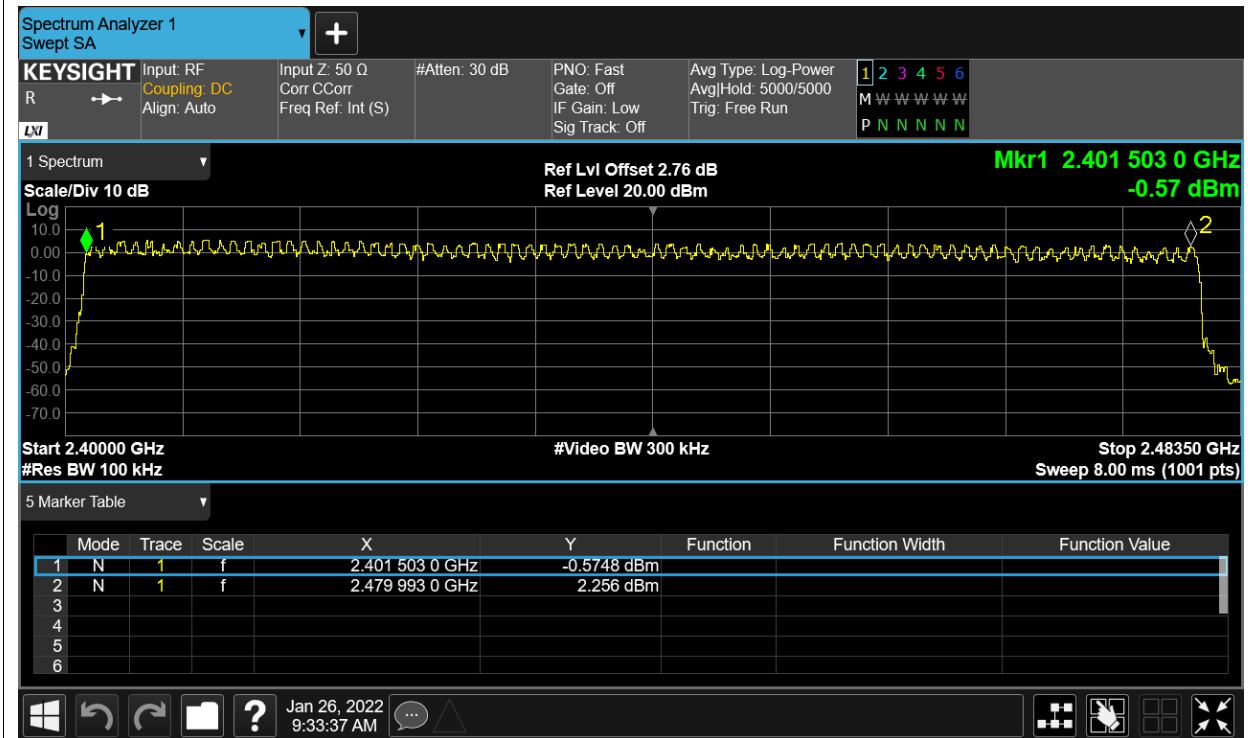 Spectrum Analyzer 1
Swept SA
+
KEYSIGHT Input: RF Input Z: 50 Ω #Atten: 30 dB PNO: Fast Avg Type: Log-Power 1 2 3 4 5 6
R Coupling: DC Corr CCorr Gate: Off Avg|Hold: 5000/5000 M W W W W W
Align: Auto Freq Ref: Int (S) IF Gain: Low Trig: Free Run
LXI Sig Track: Off P N N N N N
1 Spectrum Ref Lvl Offset 2.76 dB Mkr1 2.401 503 0 GHz
Scale/Div 10 dB Ref Level 20.00 dBm -0.57 dBm
Log
10.0 1 2
0.00
-10.0
-20.0
-30.0
-40.0
-50.0
-60.0
-70.0
Start 2.40000 GHz #Video BW 300 kHz Stop 2.48350 GHz
#Res BW 100 kHz Sweep 8.00 ms (1001 pts)
5 Marker Table
Mode Trace Scale X Y Function Function Width Function Value
1 N 1 f 2.401 503 0 GHz -0.5748 dBm
2 N 1 f 2.479 993 0 GHz 2.256 dBm
3
4
5
6
? Jan 26, 2022
9:33:37 AM